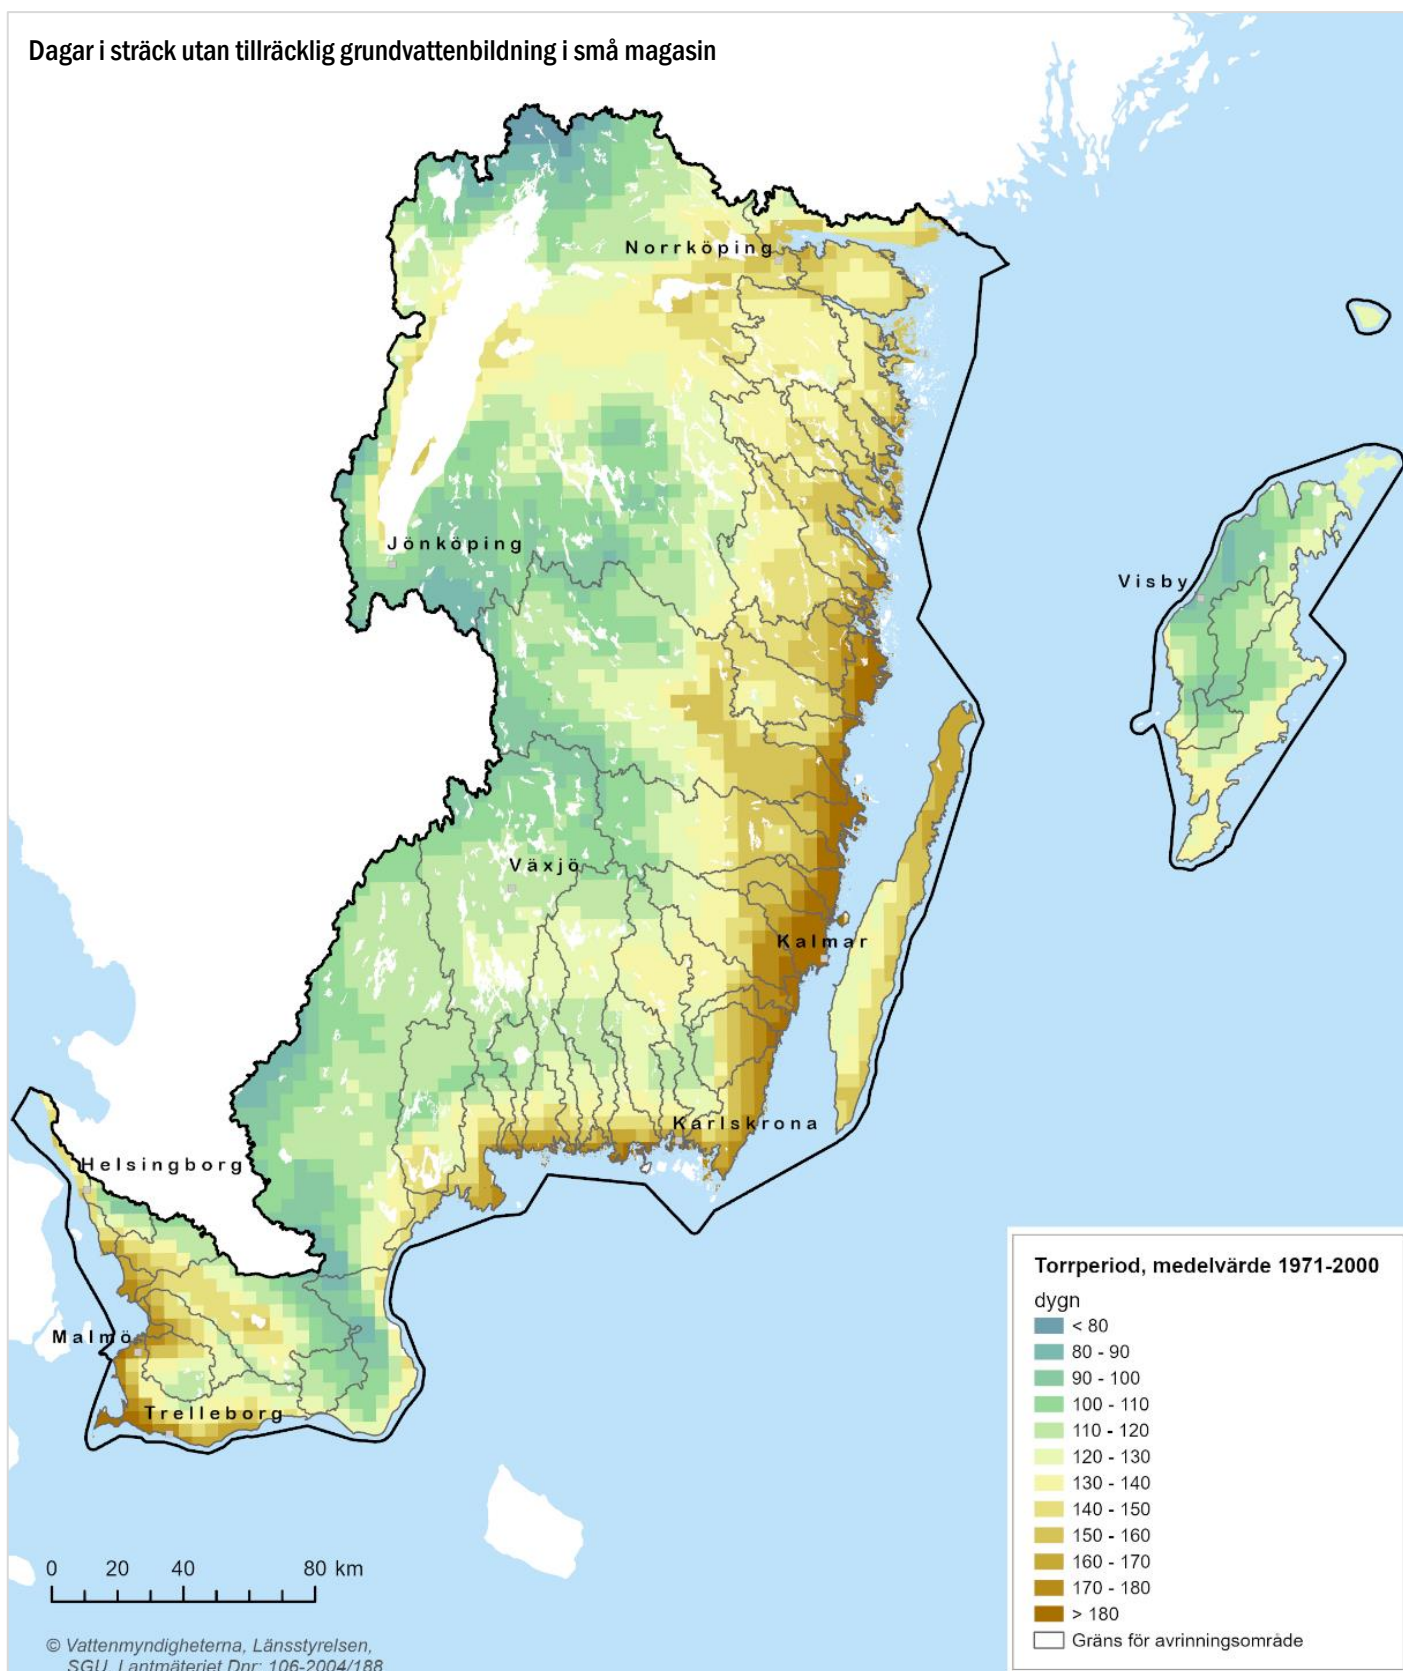 Dagar i sträck utan tillräcklig grundvattenbildning i små magasin
Norrköping
Jönköping
Visby
Växjö
Kalmar
Karlskrona
Helsingborg
Malmö
Trelleborg
Torrperiod, medelvärde 1971-2000
dygn
< 80
80 - 90
90 - 100
100 - 110
110 - 120
120 - 130
130 - 140
140 - 150
150 - 160
160 - 170
170 - 180
> 180
Gräns för avrinningsområde
0 20 40 80 km
© Vattenmyndigheterna, Länsstyrelsen,
SGU, Lantmäteriet Dnr: 106-2004/188